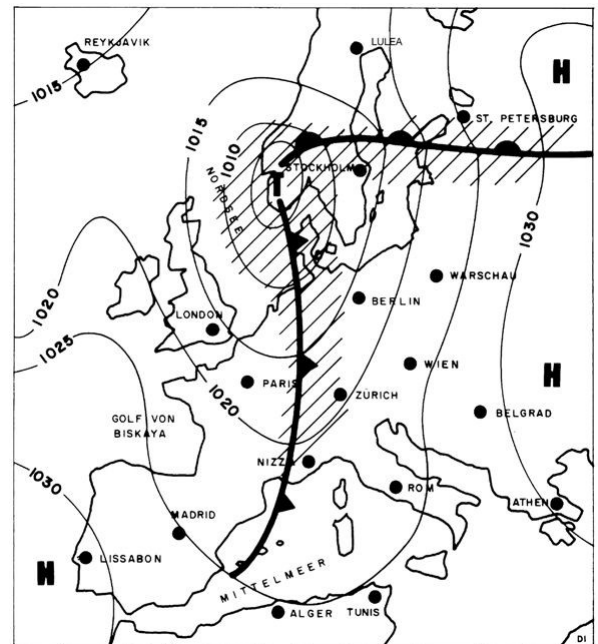 REYKJAVIK
LULEA
H
1015
ST. PETERSBURG
1015
1010
STOCKHOLM
T
NORDSEE
1030
WARSCHAU
1020
BERLIN
LONDON
1025
WIEN
H
PARIS
ZÜRICH
1020
BELGRAD
GOLF VON
BISKAYA
NIZZA
1030
ROM
ATHEN
MADRID
LISSABON
H
MITTELMEER
ALGER
TUNIS
DI